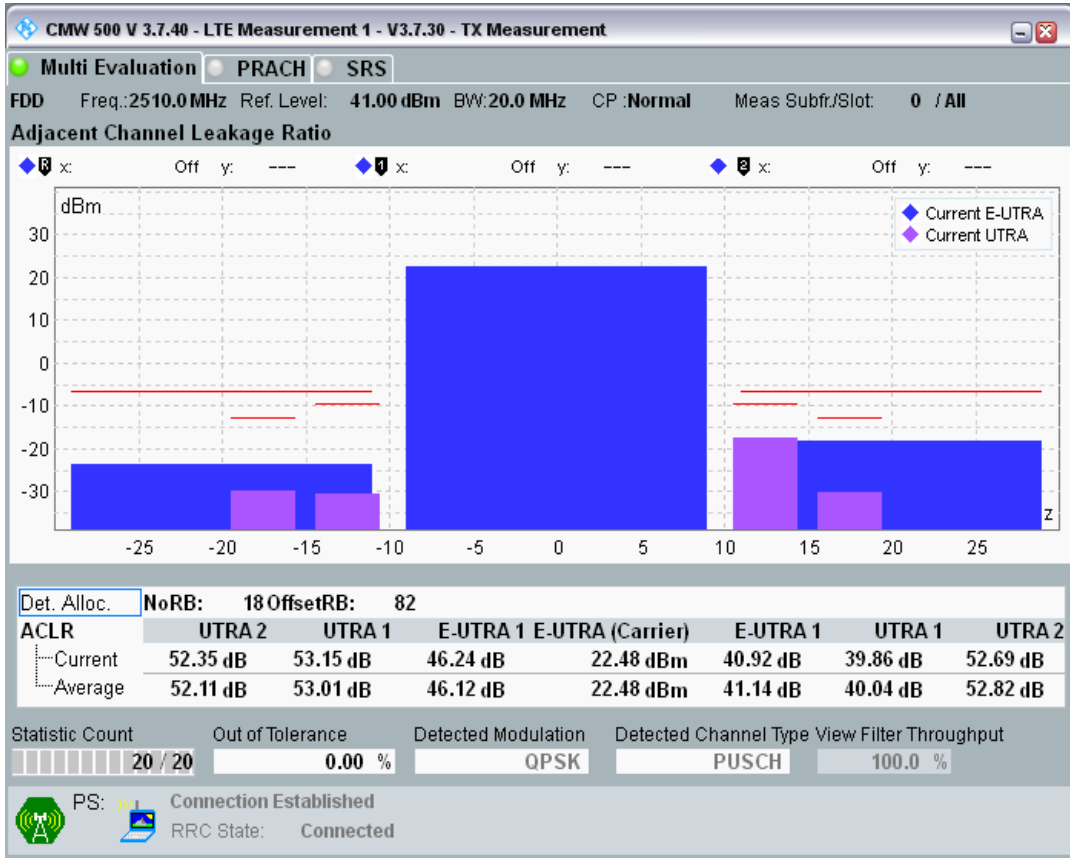 CMW 500 V 3.7.40 - LTE Measurement 1 - V3.7.30 - TX Measurement
Multi Evaluation PRACH SRS
FDD Freq.:2510.0 MHz Ref. Level: 41.00 dBm BW:20.0 MHz CP :Normal Meas Subfr./Slot: 0 / All
Adjacent Channel Leakage Ratio
R x: Off y: --- 1 x: Off y: --- 2 x: Off y: ---
dBm
Current E-UTRA
Current UTRA
30
20
10
0
-10
-20
-30
z
-25 -20 -15 -10 -5 0 5 10 15 20 25
Det. Alloc. NoRB: 18 OffsetRB: 82
ACLR UTRA 2 UTRA 1 E-UTRA 1 E-UTRA (Carrier) E-UTRA 1 UTRA 1 UTRA 2
Current 52.35 dB 53.15 dB 46.24 dB 22.48 dBm 40.92 dB 39.86 dB 52.69 dB
Average 52.11 dB 53.01 dB 46.12 dB 22.48 dBm 41.14 dB 40.04 dB 52.82 dB
Statistic Count Out of Tolerance Detected Modulation Detected Channel Type View Filter Throughput
20 / 20 0.00 % QPSK PUSCH 100.0 %
PS: Connection Established
RRC State: Connected